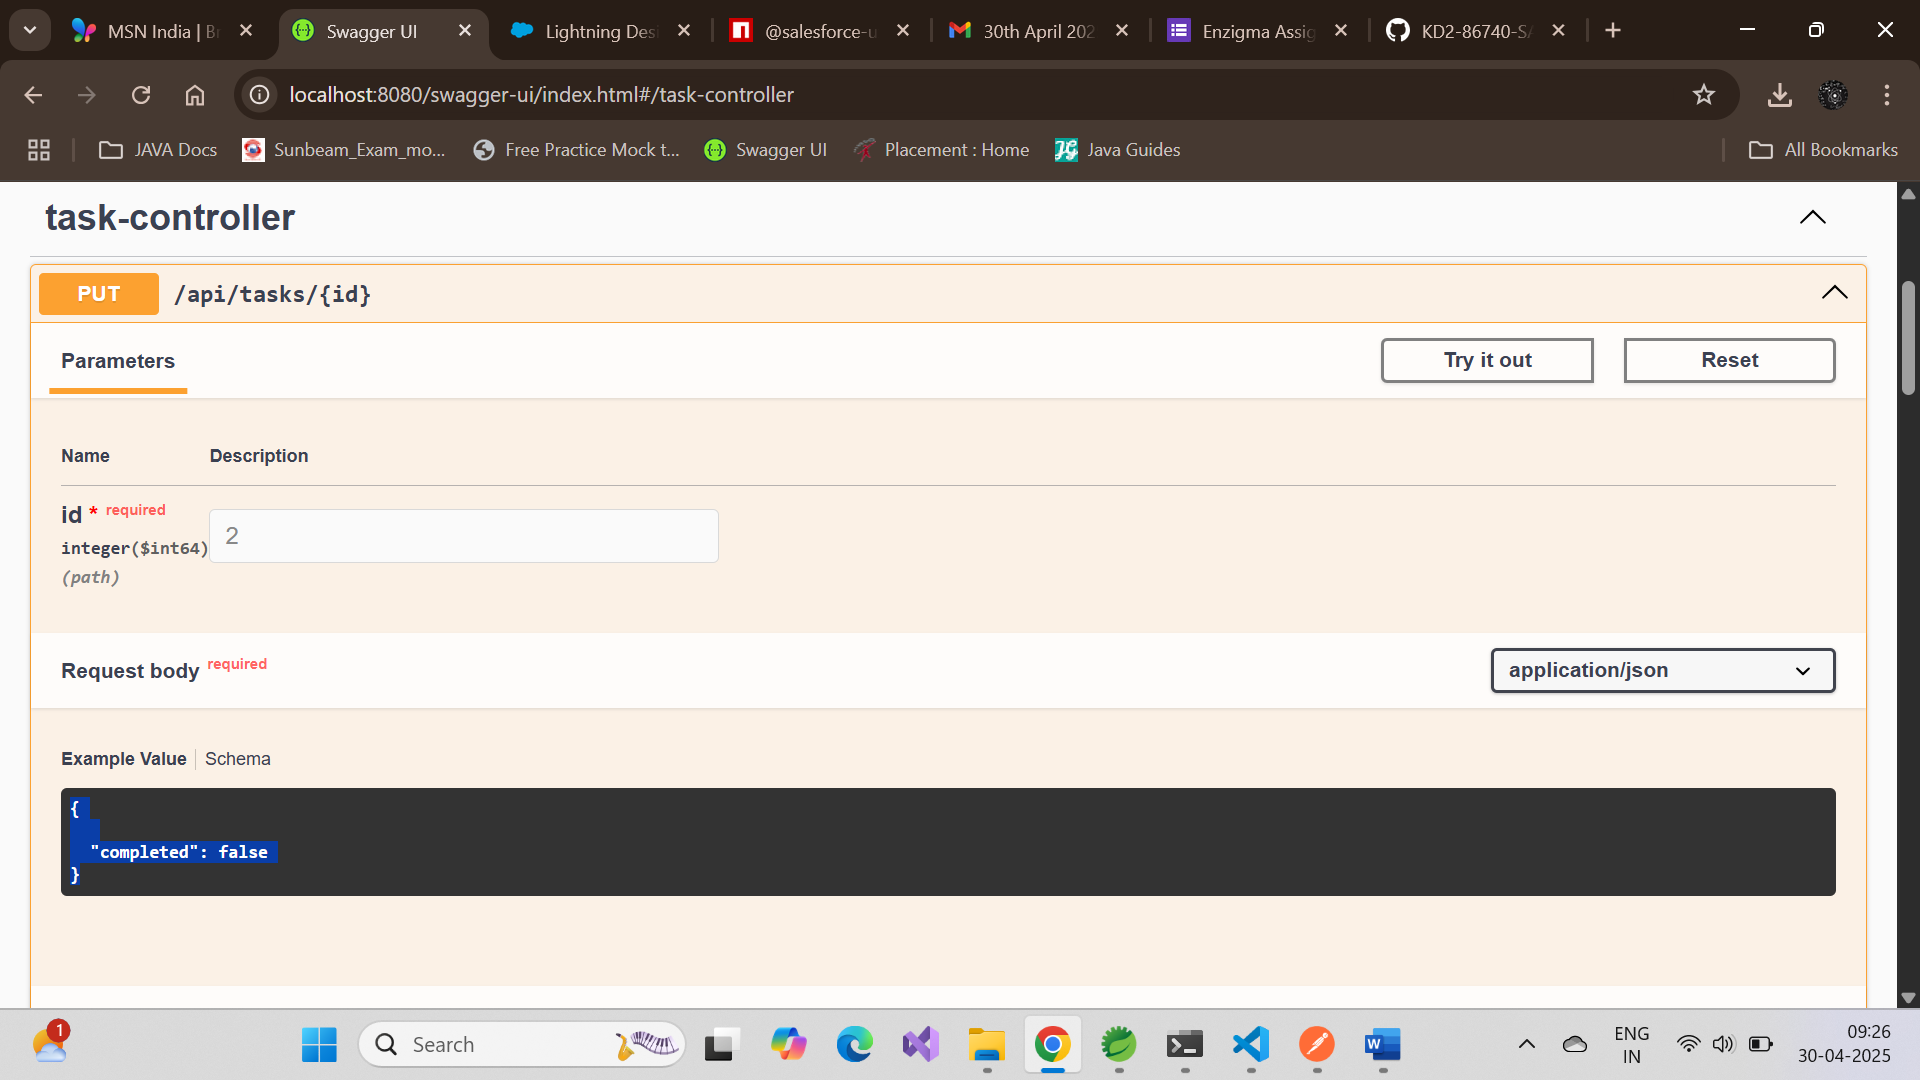 MSN India | Br
Swagger UI
Lightning Desi
@salesforce-u
30th April 202
Enzigma Assig
KD2-86740-SA
localhost:8080/swagger-ui/index.html#/task-controller
JAVA Docs
Sunbeam_Exam_mo...
Free Practice Mock t...
Swagger UI
Placement : Home
Java Guides
All Bookmarks
task-controller
PUT /api/tasks/{id}
Parameters
Try it out
Reset
Name Description
id * required
integer($int64)
(path)
2
Request body required
application/json
Example Value | Schema
{
"completed": false
}
1
Search
ENG
IN
09:26
30-04-2025